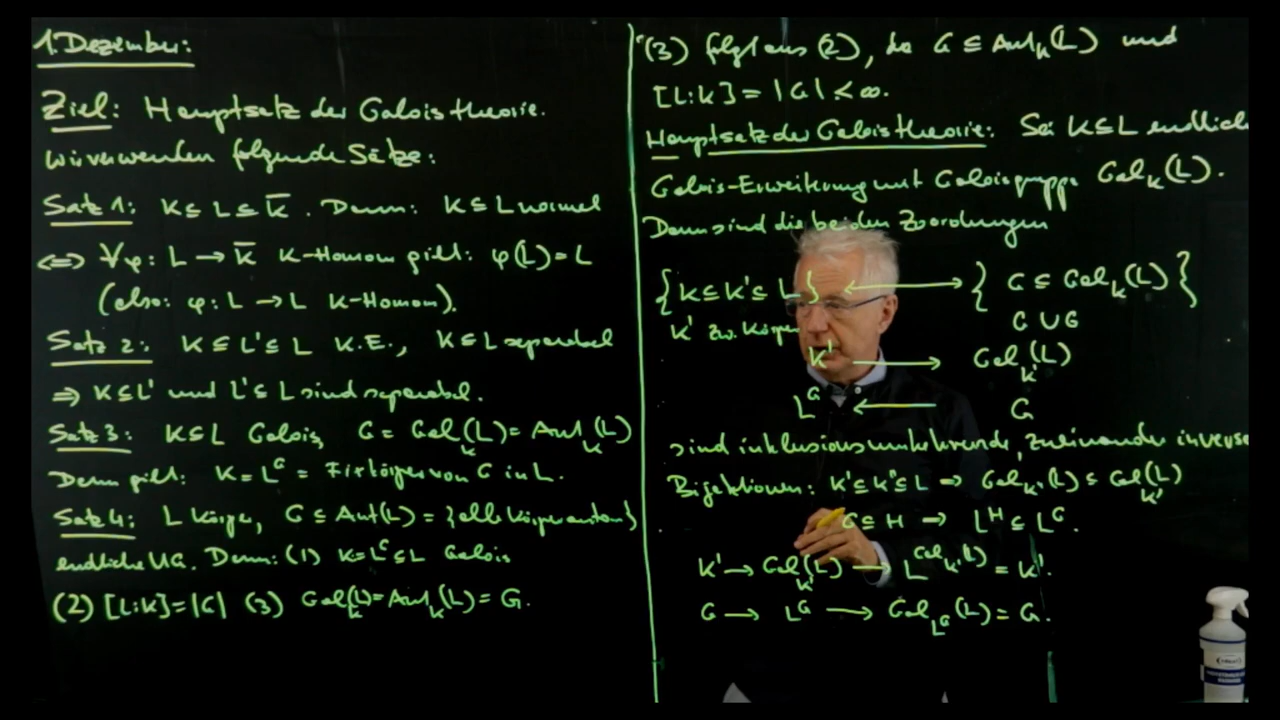 1. Dezember:
Ziel: Hauptsatz der Galoistheorie.
Wir verwenden folgende Sätze:
Satz 1: K ⊆ L ⊆ K̄. Dann: K ⊆ L normal
⟺ ∀φ: L → K̄ K-Homom gilt: φ(L) = L
(also: φ: L → L K-Homom).
Satz 2: K ⊆ L' ⊆ L K.E., K ⊆ L separabel
⇒ K ⊆ L' und L' ⊆ L sind separabel.
Satz 3: K ⊆ L Galois, G = Gal_K(L) = Aut_K(L)
Dann gilt: K = L^G = Fixkörper von G in L.
Satz 4: L Körper, G ⊆ Aut(L) = {alle Körperautom}
endliche UG. Dann: (1) K = L^G ⊆ L Galois
(2) [L:K] = |G| (3) Gal_K(L) = Aut_K(L) = G.
(3) folgt aus (2), da G ⊆ Aut_K(L) und
[L:K] = |G| < ∞.
Hauptsatz der Galoistheorie: Sei K ⊆ L endliche
Galois-Erweiterung mit Galoisgruppe Gal_K(L).
Dann sind die beiden Zuordnungen
{K ⊆ K' ⊆ L} ⟷ {G ⊆ Gal_K(L)}
K' zw. Körper G UG
K' → Gal_K'(L)
L^G ← G
sind inklusionsumkehrende, zueinander inverse
Bijektionen: K' ⊆ K'' ⊆ L ⇒ Gal_K''(L) ⊆ Gal_K'(L)
G ⊆ H ⇒ L^H ⊆ L^G.
K' → Gal_K'(L) → L^Gal_K'(L) = K'.
G → L^G → Gal_L^G(L) = G.